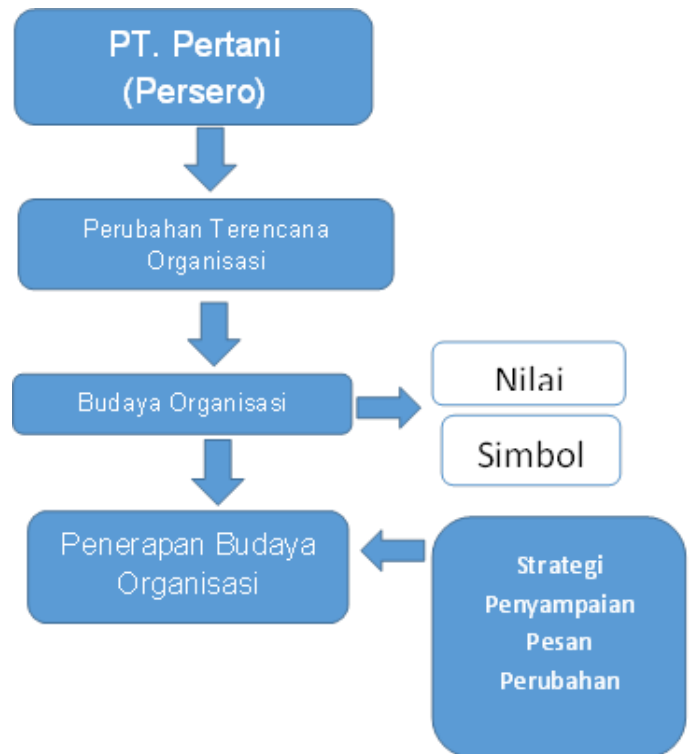 PT. Pertani
(Persero)
Perubahan Terencana
Organisasi
Budaya Organisasi
Nilai
Simbol
Penerapan Budaya
Organisasi
Strategi
Penyampaian
Pesan
Perubahan